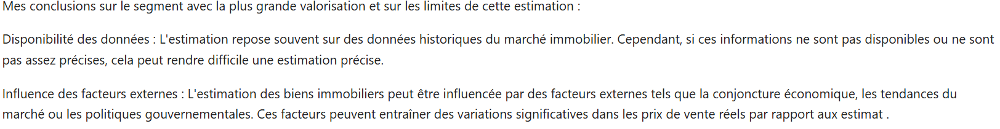 Mes conclusions sur le segment avec la plus grande valorisation et sur les limites de cette estimation :
Disponibilité des données : L'estimation repose souvent sur des données historiques du marché immobilier. Cependant, si ces informations ne sont pas disponibles ou ne sont
pas assez précises, cela peut rendre difficile une estimation précise.
Influence des facteurs externes : L'estimation des biens immobiliers peut être influencée par des facteurs externes tels que la conjoncture économique, les tendances du
marché ou les politiques gouvernementales. Ces facteurs peuvent entraîner des variations significatives dans les prix de vente réels par rapport aux estimat .